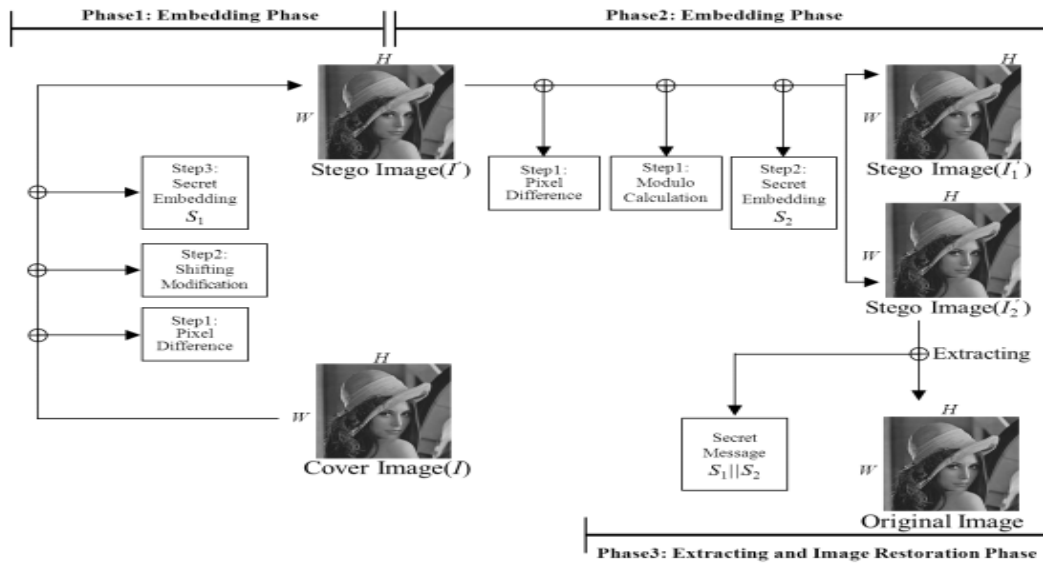 Phase1: Embedding Phase
Phase2: Embedding Phase
H
W
Stego Image(I′)
Step3:
Secret
Embedding
S₁
Step2:
Shifting
Modification
Step1:
Pixel
Difference
H
W
Cover Image(I)
Step1:
Pixel
Difference
Step1:
Modulo
Calculation
Step2:
Secret
Embedding
S₂
H
W
Stego Image(I₁′)
H
W
Stego Image(I₂′)
Extracting
Secret
Message
S₁||S₂
H
W
Original Image
Phase3: Extracting and Image Restoration Phase